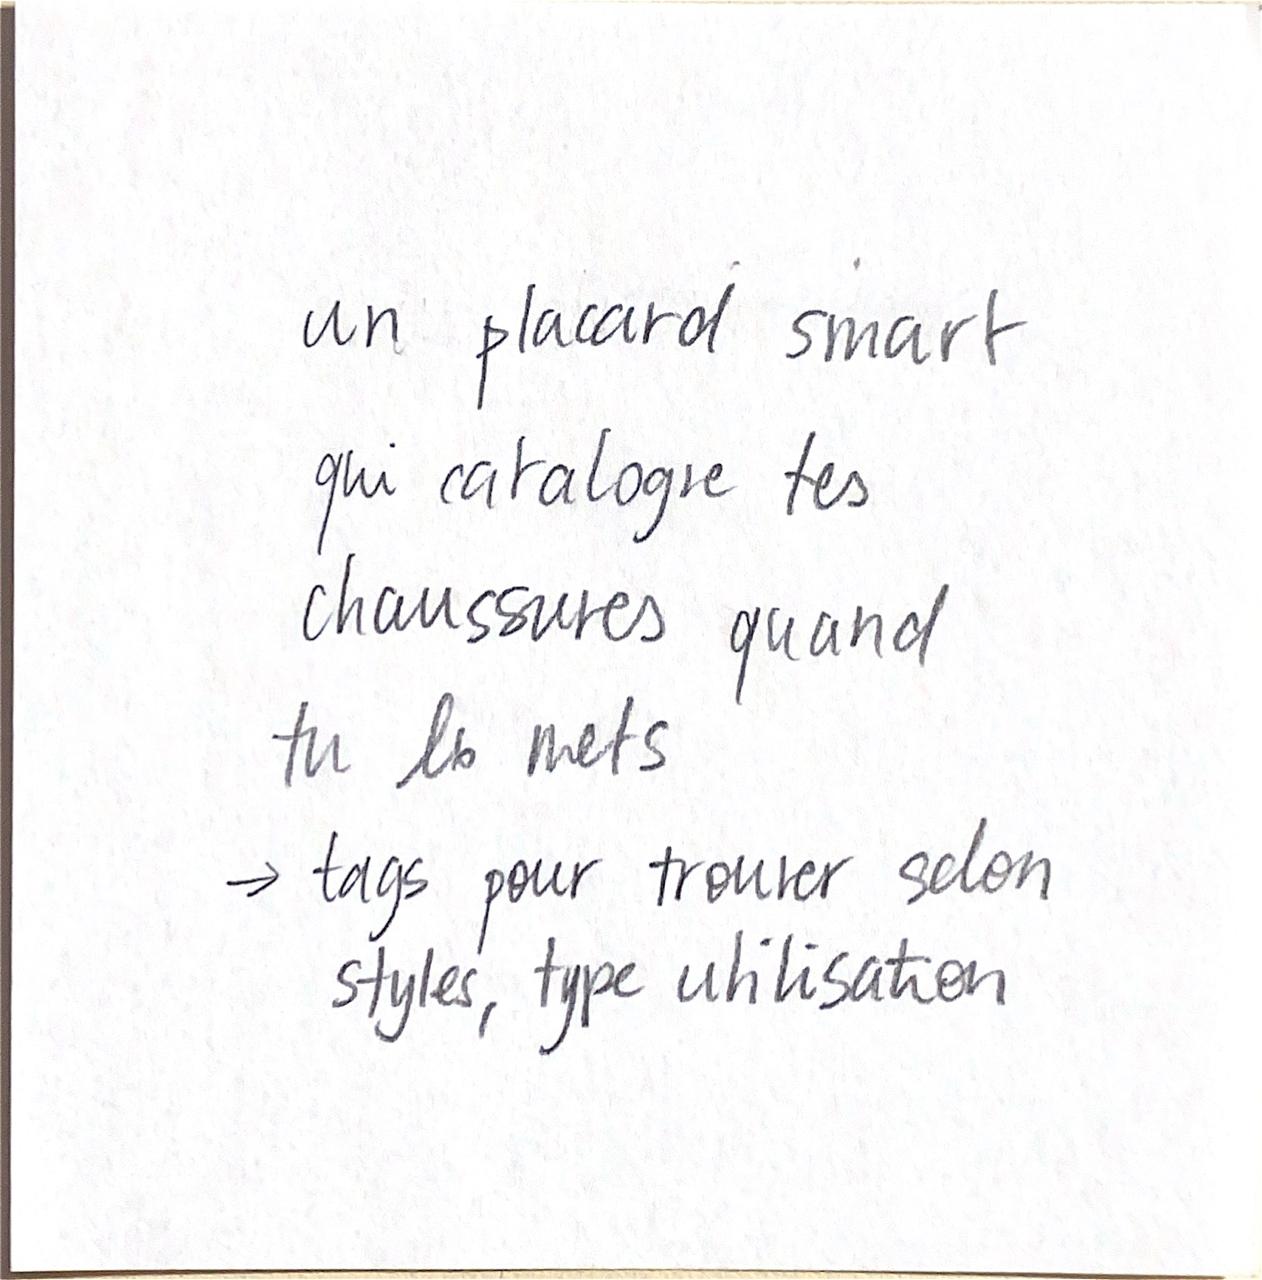 un placard smart
qui catalogue tes
chaussures quand
tu les mets
→ tags pour trouver selon
styles, type utilisation